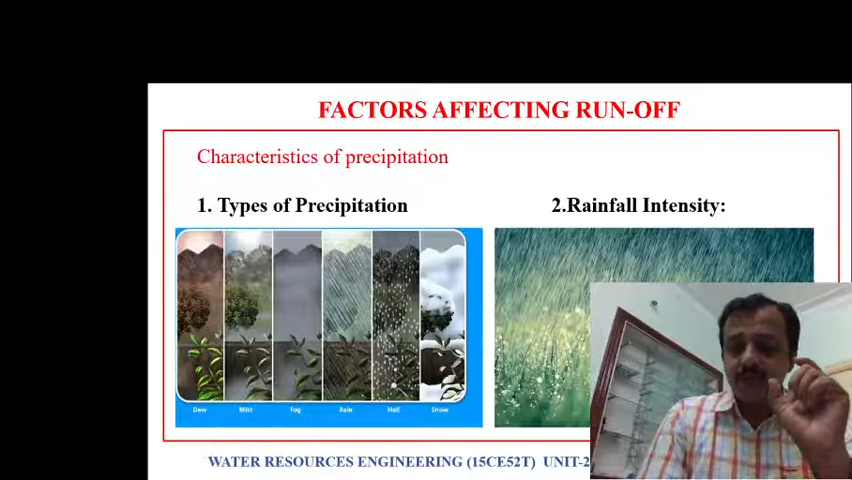 FACTORS AFFECTING RUN-OFF
Characteristics of precipitation
1. Types of Precipitation
2.Rainfall Intensity:
Dew Mist Fog Rain Hail Snow
WATER RESOURCES ENGINEERING (15CE52T) UNIT-2